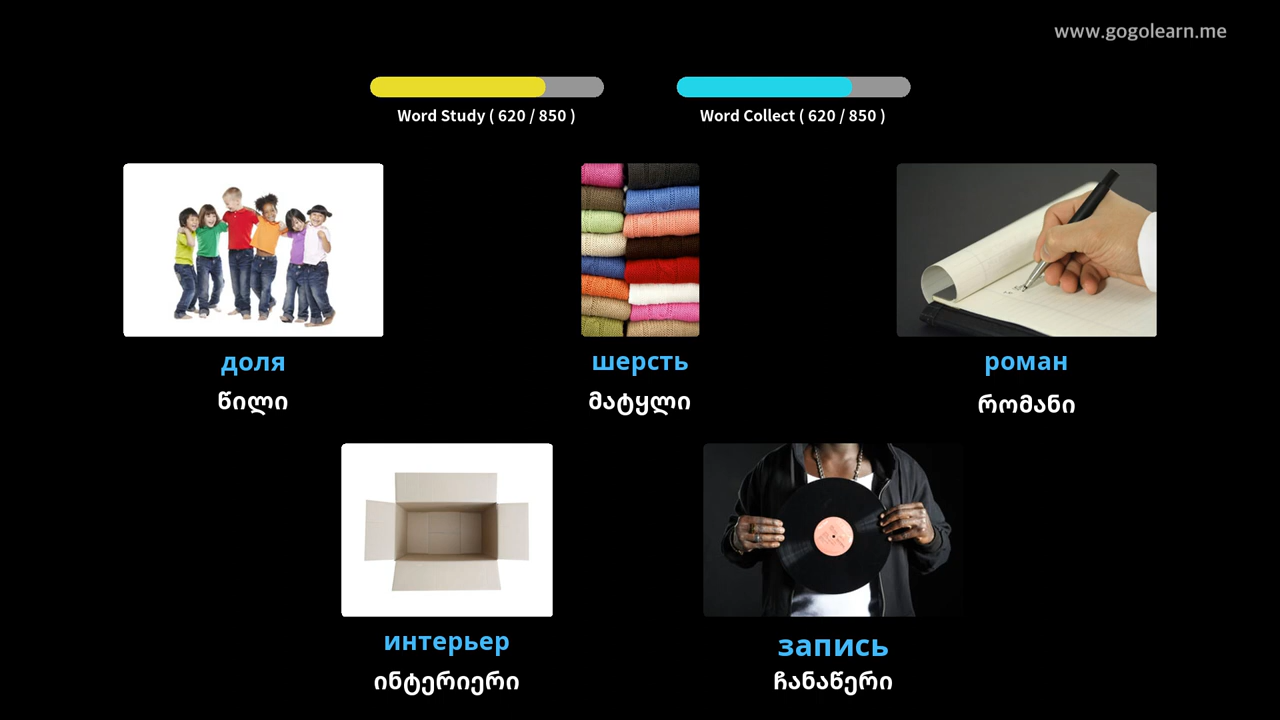 www.gogolearn.me
Word Study ( 620 / 850 )
Word Collect ( 620 / 850 )
доля
წილი
шерсть
მატყლი
роман
რომანი
интерьер
ინტერიერი
запись
ჩანაწერი